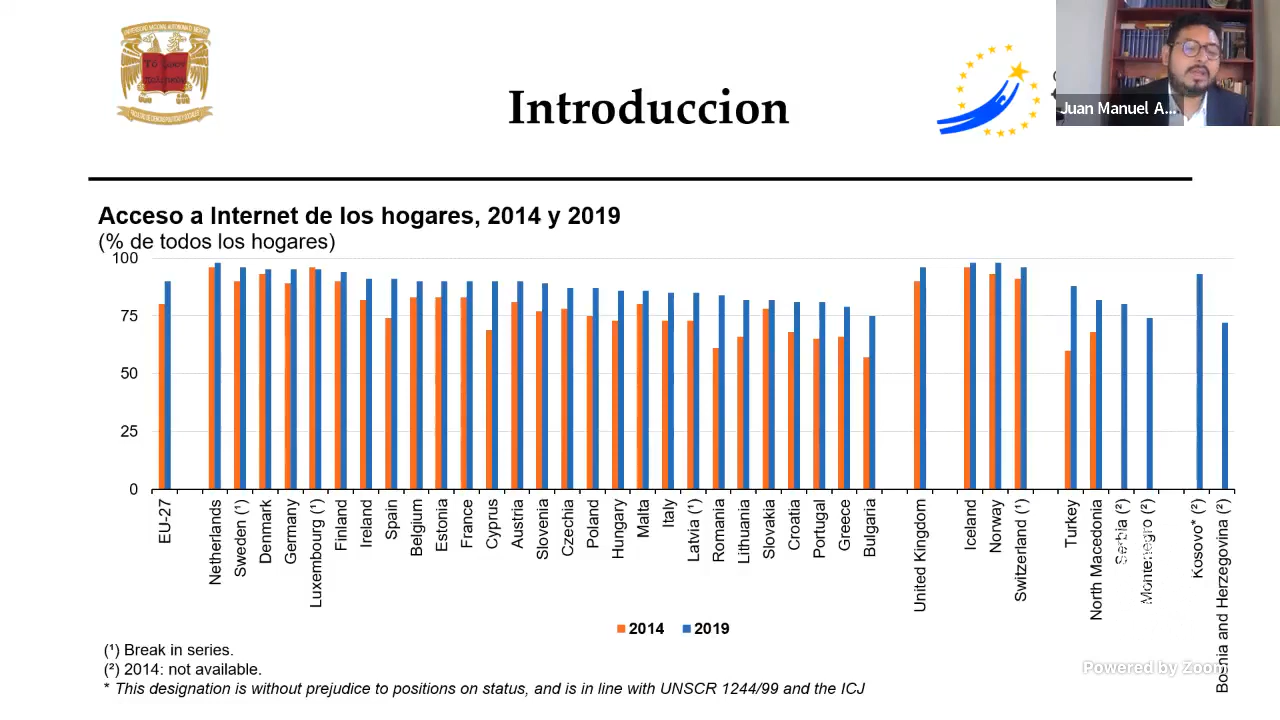 Introduccion
Juan Manuel A...
Acceso a Internet de los hogares, 2014 y 2019
(% de todos los hogares)
100
75
50
25
0
EU-27
Netherlands
Sweden (¹)
Denmark
Germany
Luxembourg (¹)
Finland
Ireland
Spain
Belgium
Estonia
France
Cyprus
Austria
Slovenia
Czechia
Poland
Hungary
Malta
Italy
Latvia (¹)
Romania
Lithuania
Slovakia
Croatia
Portugal
Greece
Bulgaria
United Kingdom
Iceland
Norway
Switzerland (¹)
Turkey
North Macedonia
Serbia (²)
Montenegro (²)
Kosovo* (²)
Bosnia and Herzegovina (²)
2014 2019
(¹) Break in series.
(²) 2014: not available.
* This designation is without prejudice to positions on status, and is in line with UNSCR 1244/99 and the ICJ
Powered by Zoom